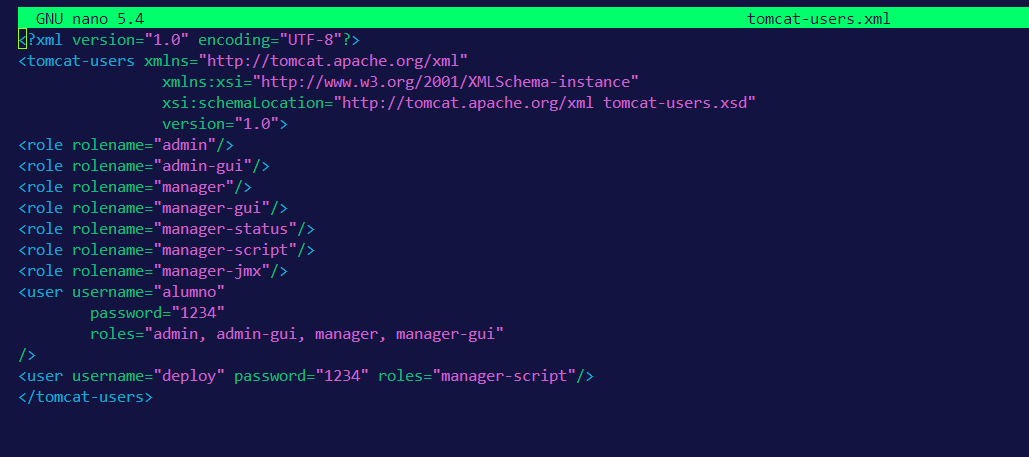 GNU nano 5.4 tomcat-users.xml
<?xml version="1.0" encoding="UTF-8"?>
<tomcat-users xmlns="http://tomcat.apache.org/xml"
xmlns:xsi="http://www.w3.org/2001/XMLSchema-instance"
xsi:schemaLocation="http://tomcat.apache.org/xml tomcat-users.xsd"
version="1.0">
<role rolename="admin"/>
<role rolename="admin-gui"/>
<role rolename="manager"/>
<role rolename="manager-gui"/>
<role rolename="manager-status"/>
<role rolename="manager-script"/>
<role rolename="manager-jmx"/>
<user username="alumno"
password="1234"
roles="admin, admin-gui, manager, manager-gui"
/>
<user username="deploy" password="1234" roles="manager-script"/>
</tomcat-users>